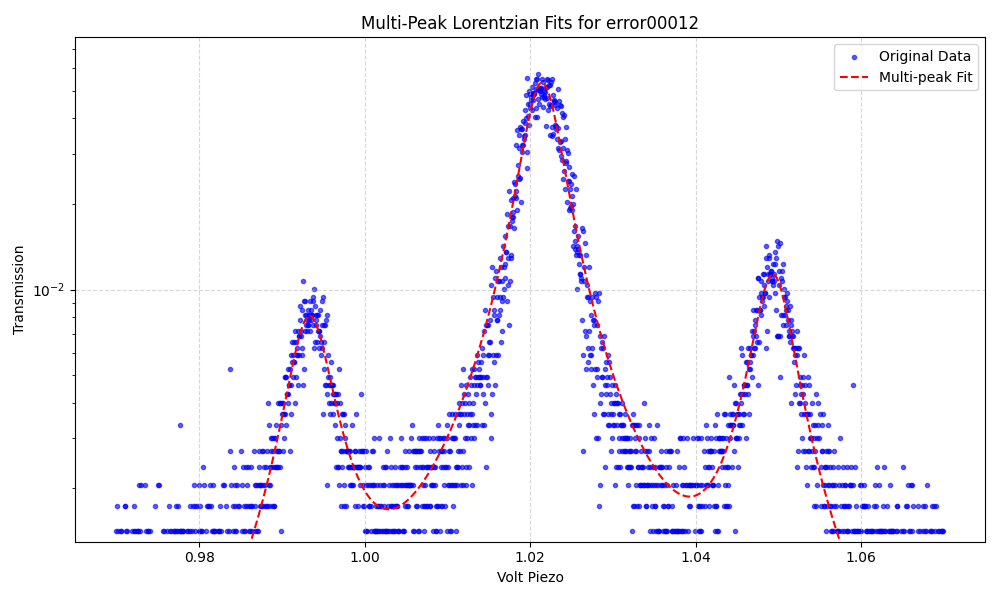 Multi-Peak Lorentzian Fits for error00012
Original Data
Multi-peak Fit
Transmission
10⁻²
0.98
1.00
1.02
1.04
1.06
Volt Piezo